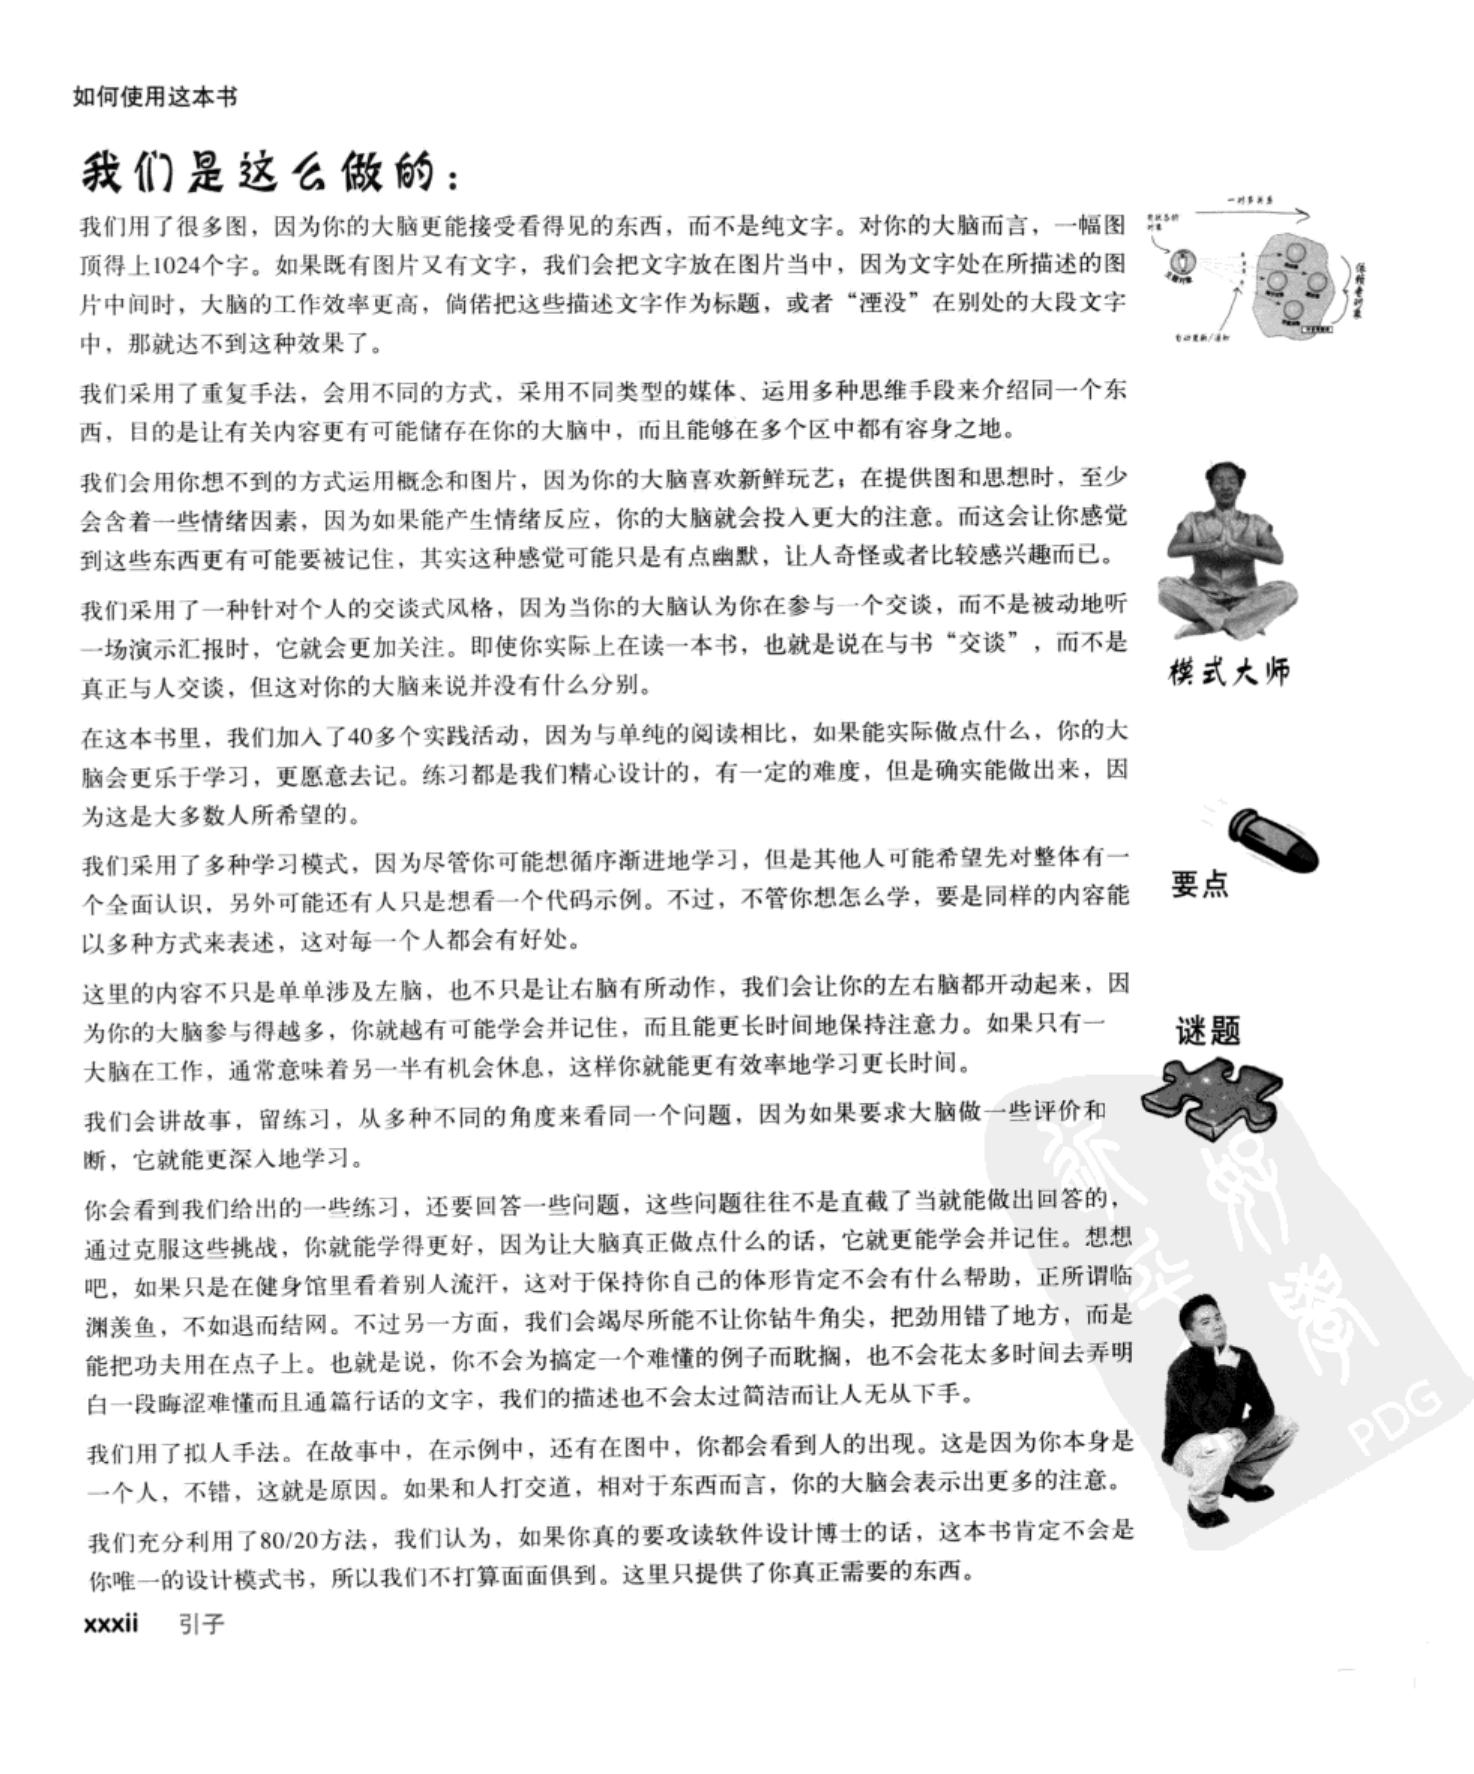 如何使用这本书
我们是这么做的：
我们用了很多图，因为你的大脑更能接受看得见的东西，而不是纯文字。对你的大脑而言，一幅图
顶得上1024个字。如果既有图片又有文字，我们会把文字放在图片当中，因为文字处在所描述的图
片中间时，大脑的工作效率更高，倘偌把这些描述文字作为标题，或者“湮没”在别处的大段文字
中，那就达不到这种效果了。
我们采用了重复手法，会用不同的方式，采用不同类型的媒体、运用多种思维手段来介绍同一个东
西，目的是让有关内容更有可能储存在你的大脑中，而且能够在多个区中都有容身之地。
我们会用你想不到的方式运用概念和图片，因为你的大脑喜欢新鲜玩艺；在提供图和思想时，至少
会含着一些情绪因素，因为如果能产生情绪反应，你的大脑就会投入更大的注意。而这会让你感觉
到这些东西更有可能要被记住，其实这种感觉可能只是有点幽默，让人奇怪或者比较感兴趣而已。
我们采用了一种针对个人的交谈式风格，因为当你的大脑认为你在参与一个交谈，而不是被动地听
一场演示汇报时，它就会更加关注。即使你实际上在读一本书，也就是说在与书“交谈”，而不是
真正与人交谈，但这对你的大脑来说并没有什么分别。
在这本书里，我们加入了40多个实践活动，因为与单纯的阅读相比，如果能实际做点什么，你的大
脑会更乐于学习，更愿意去记。练习都是我们精心设计的，有一定的难度，但是确实能做出来，因
为这是大多数人所希望的。
我们采用了多种学习模式，因为尽管你可能想循序渐进地学习，但是其他人可能希望先对整体有一
个全面认识，另外可能还有人只是想看一个代码示例。不过，不管你想怎么学，要是同样的内容能
以多种方式来表述，这对每一个人都会有好处。
这里的内容不只是单单涉及左脑，也不只是让右脑有所动作，我们会让你的左右脑都开动起来，因
为你的大脑参与得越多，你就越有可能学会并记住，而且能更长时间地保持注意力。如果只有一
大脑在工作，通常意味着另一半有机会休息，这样你就能更有效率地学习更长时间。
我们会讲故事，留练习，从多种不同的角度来看同一个问题，因为如果要求大脑做一些评价和
断，它就能更深入地学习。
你会看到我们给出的一些练习，还要回答一些问题，这些问题往往不是直截了当就能做出回答的，
通过克服这些挑战，你就能学得更好，因为让大脑真正做点什么的话，它就更能学会并记住。想想
吧，如果只是在健身馆里看着别人流汗，这对于保持你自己的体形肯定不会有什么帮助，正所谓临
渊羡鱼，不如退而结网。不过另一方面，我们会竭尽所能不让你钻牛角尖，把劲用错了地方，而是
能把功夫用在点子上。也就是说，你不会为搞定一个难懂的例子而耽搁，也不会花太多时间去弄明
白一段晦涩难懂而且通篇行话的文字，我们的描述也不会太过简洁而让人无从下手。
我们用了拟人手法。在故事中，在示例中，还有在图中，你都会看到人的出现。这是因为你本身是
一个人，不错，这就是原因。如果和人打交道，相对于东西而言，你的大脑会表示出更多的注意。
我们充分利用了80/20方法，我们认为，如果你真的要攻读软件设计博士的话，这本书肯定不会是
你唯一的设计模式书，所以我们不打算面面俱到。这里只提供了你真正需要的东西。
xxxii 引子
一对多关系
有状态的
对象
主题对象
依赖者对象
自动更新/通知
模式大师
要点
谜题
PDG